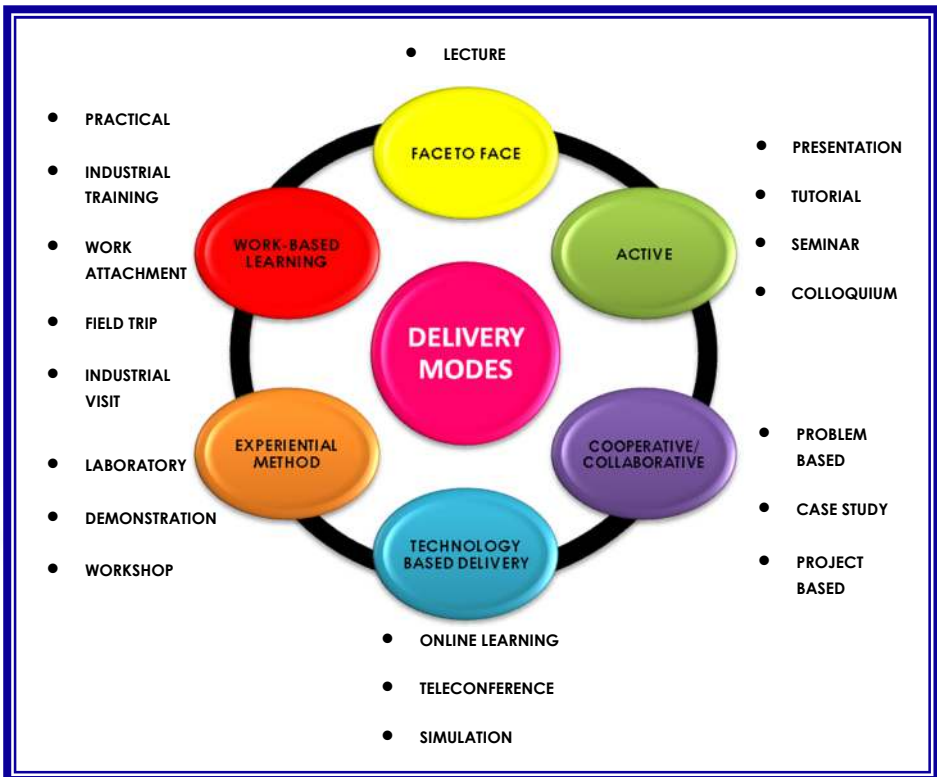 LECTURE
FACE TO FACE
PRACTICAL
INDUSTRIAL
TRAINING
WORK
ATTACHMENT
FIELD TRIP
INDUSTRIAL
VISIT
WORK-BASED
LEARNING
ACTIVE
PRESENTATION
TUTORIAL
SEMINAR
COLLOQUIUM
DELIVERY
MODES
EXPERIENTIAL
METHOD
LABORATORY
DEMONSTRATION
WORKSHOP
COOPERATIVE/
COLLABORATIVE
PROBLEM
BASED
CASE STUDY
PROJECT
BASED
TECHNOLOGY
BASED DELIVERY
ONLINE LEARNING
TELECONFERENCE
SIMULATION